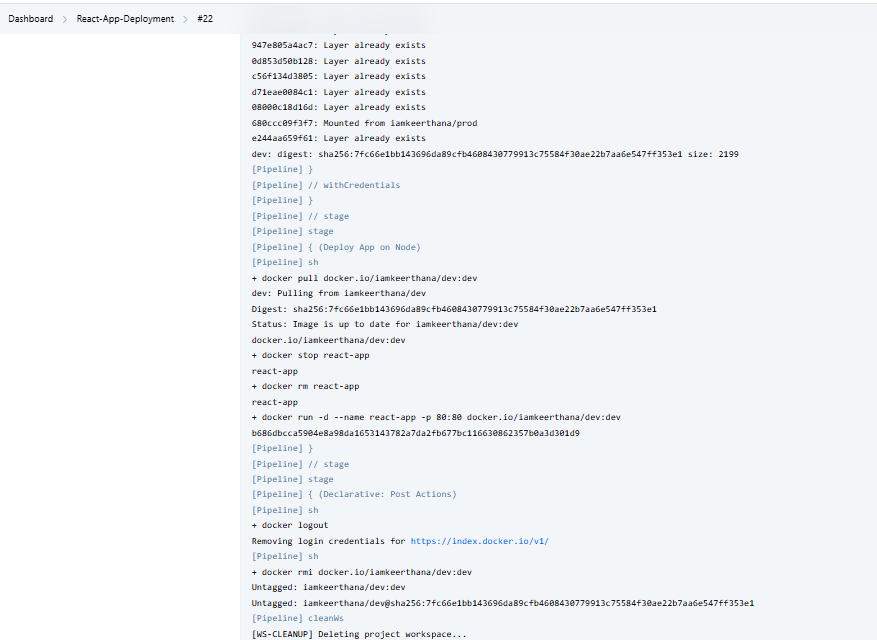 Dashboard > React-App-Deployment > #22
947e805a4ac7: Layer already exists
0d853d50b128: Layer already exists
c56f134d3805: Layer already exists
d71eae0084c1: Layer already exists
08000c18d16d: Layer already exists
680ccc09f3f7: Mounted from iamkeerthana/prod
e244aa659f61: Layer already exists
dev: digest: sha256:7fc66e1bb143696da89cfb4608430779913c75584f30ae22b7aa6e547ff353e1 size: 2199
[Pipeline] }
[Pipeline] // withCredentials
[Pipeline] }
[Pipeline] // stage
[Pipeline] stage
[Pipeline] { (Deploy App on Node)
[Pipeline] sh
+ docker pull docker.io/iamkeerthana/dev:dev
dev: Pulling from iamkeerthana/dev
Digest: sha256:7fc66e1bb143696da89cfb4608430779913c75584f30ae22b7aa6e547ff353e1
Status: Image is up to date for iamkeerthana/dev:dev
docker.io/iamkeerthana/dev:dev
+ docker stop react-app
react-app
+ docker rm react-app
react-app
+ docker run -d --name react-app -p 80:80 docker.io/iamkeerthana/dev:dev
b686dbcca5904e8a98da1653143782a7da2fb677bc116630862357b0a3d301d9
[Pipeline] }
[Pipeline] // stage
[Pipeline] stage
[Pipeline] { (Declarative: Post Actions)
[Pipeline] sh
+ docker logout
Removing login credentials for https://index.docker.io/v1/
[Pipeline] sh
+ docker rmi docker.io/iamkeerthana/dev:dev
Untagged: iamkeerthana/dev:dev
Untagged: iamkeerthana/dev@sha256:7fc66e1bb143696da89cfb4608430779913c75584f30ae22b7aa6e547ff353e1
[Pipeline] cleanWs
[WS-CLEANUP] Deleting project workspace...